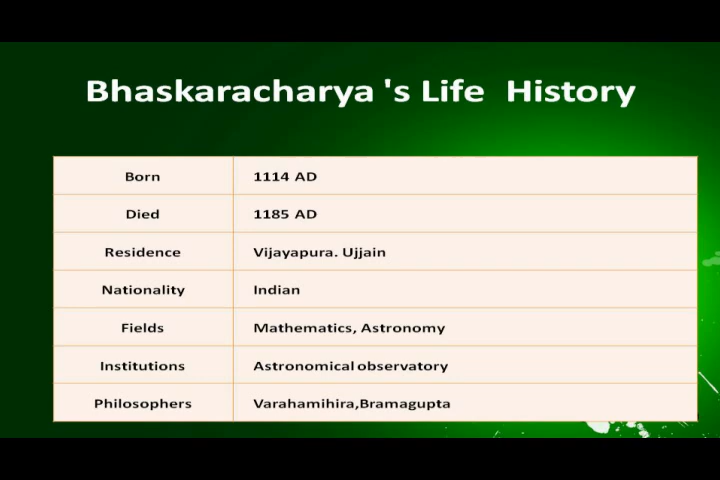 Bhaskaracharya 's Life History
Born 1114 AD
Died 1185 AD
Residence Vijayapura. Ujjain
Nationality Indian
Fields Mathematics, Astronomy
Institutions Astronomical observatory
Philosophers Varahamihira,Bramagupta